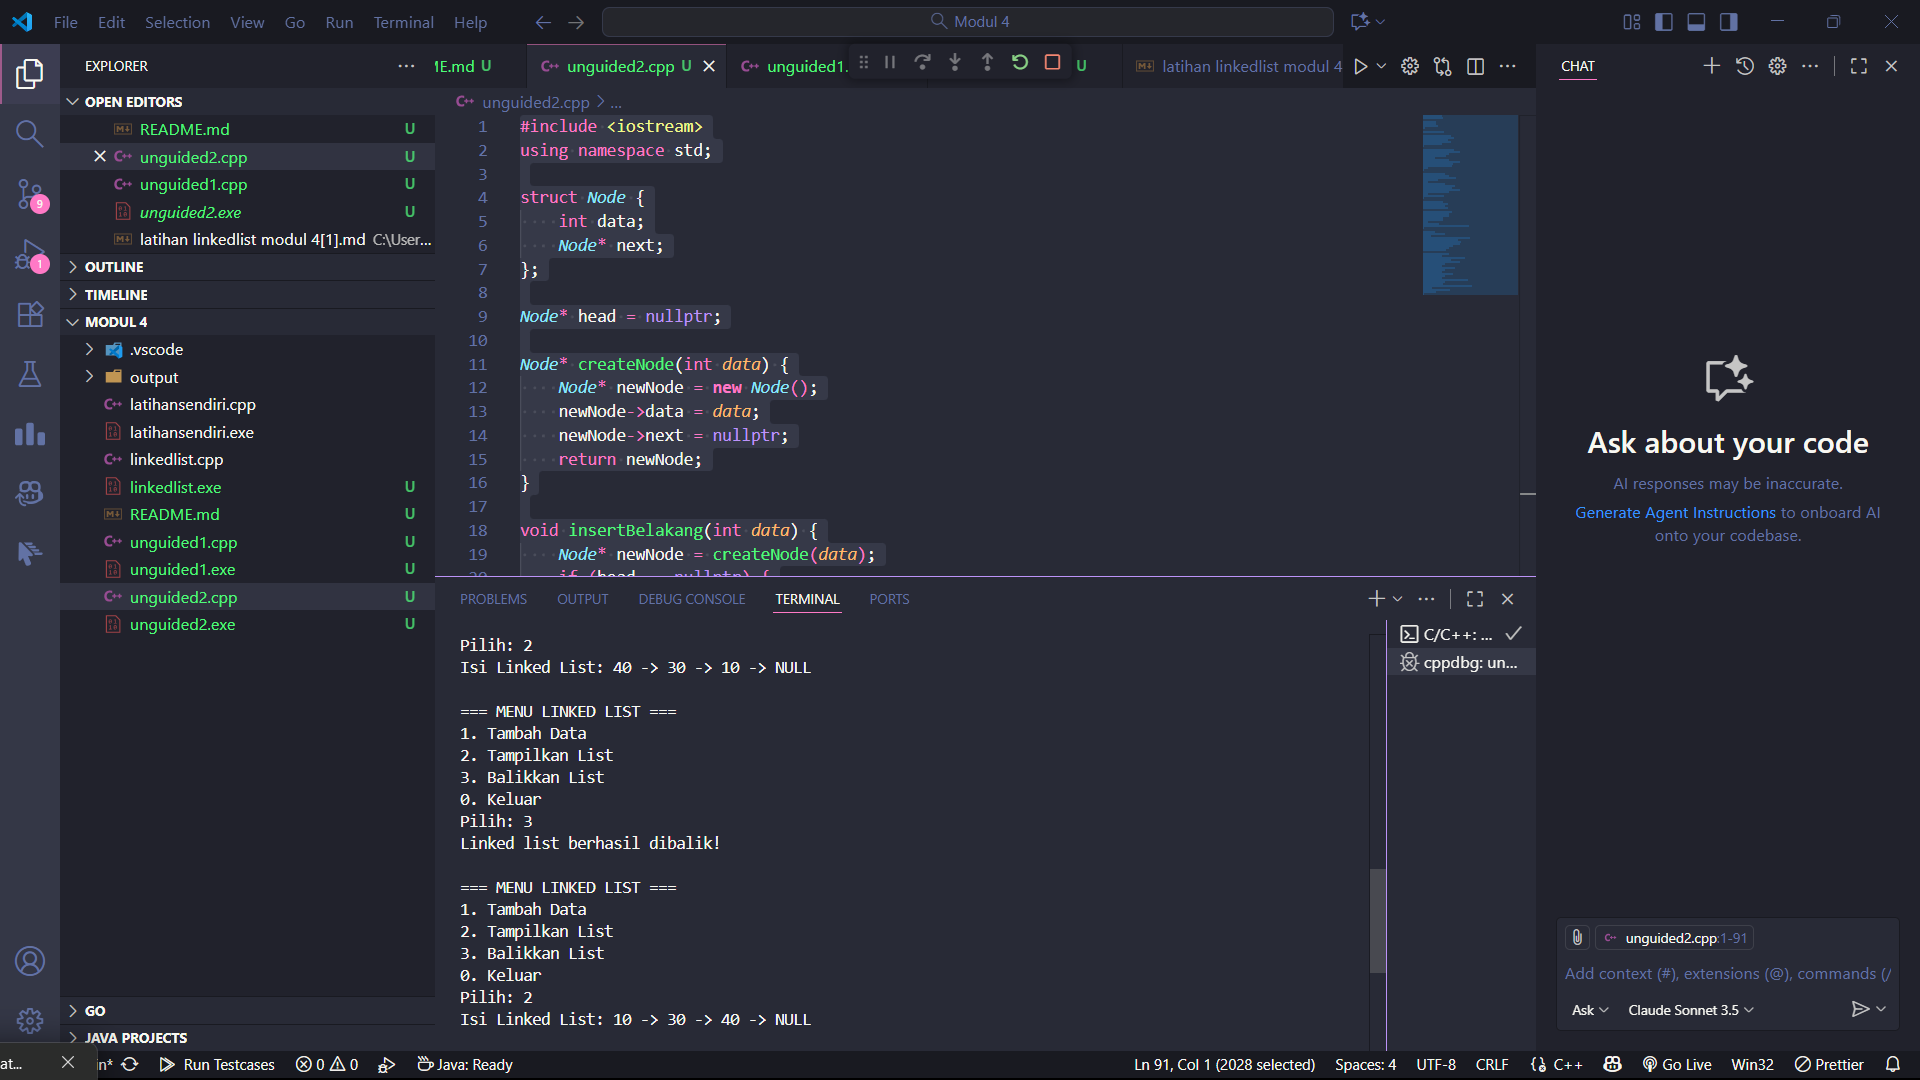 File Edit Selection View Go Run Terminal Help
Modul 4
EXPLORER
OPEN EDITORS
README.md U
unguided2.cpp U
unguided1.cpp U
unguided2.exe U
latihan linkedlist modul 4[1].md C:\User...
OUTLINE
TIMELINE
MODUL 4
.vscode
output
latihansendiri.cpp
latihansendiri.exe
linkedlist.cpp
linkedlist.exe U
README.md U
unguided1.cpp U
unguided1.exe U
unguided2.cpp U
unguided2.exe U
GO
JAVA PROJECTS
9
1
IE.md U
unguided2.cpp U
unguided1.
U
latihan linkedlist modul 4
unguided2.cpp > ...
1 #include <iostream>
2 using namespace std;
3
4 struct Node {
5 int data;
6 Node* next;
7 };
8
9 Node* head = nullptr;
10
11 Node* createNode(int data) {
12 Node* newNode = new Node();
13 newNode->data = data;
14 newNode->next = nullptr;
15 return newNode;
16 }
17
18 void insertBelakang(int data) {
19 Node* newNode = createNode(data);
20 if (head == nullptr) {
PROBLEMS OUTPUT DEBUG CONSOLE TERMINAL PORTS
Pilih: 2
Isi Linked List: 40 -> 30 -> 10 -> NULL
=== MENU LINKED LIST ===
1. Tambah Data
2. Tampilkan List
3. Balikkan List
0. Keluar
Pilih: 3
Linked list berhasil dibalik!
=== MENU LINKED LIST ===
1. Tambah Data
2. Tampilkan List
3. Balikkan List
0. Keluar
Pilih: 2
Isi Linked List: 10 -> 30 -> 40 -> NULL
C/C++: ...
cppdbg: un...
CHAT
Ask about your code
AI responses may be inaccurate.
Generate Agent Instructions to onboard AI
onto your codebase.
unguided2.cpp:1-91
Add context (#), extensions (@), commands (/
Ask
Claude Sonnet 3.5
at...
in*
Run Testcases
0 0
Java: Ready
Ln 91, Col 1 (2028 selected)
Spaces: 4
UTF-8
CRLF
C++
Go Live
Win32
Prettier